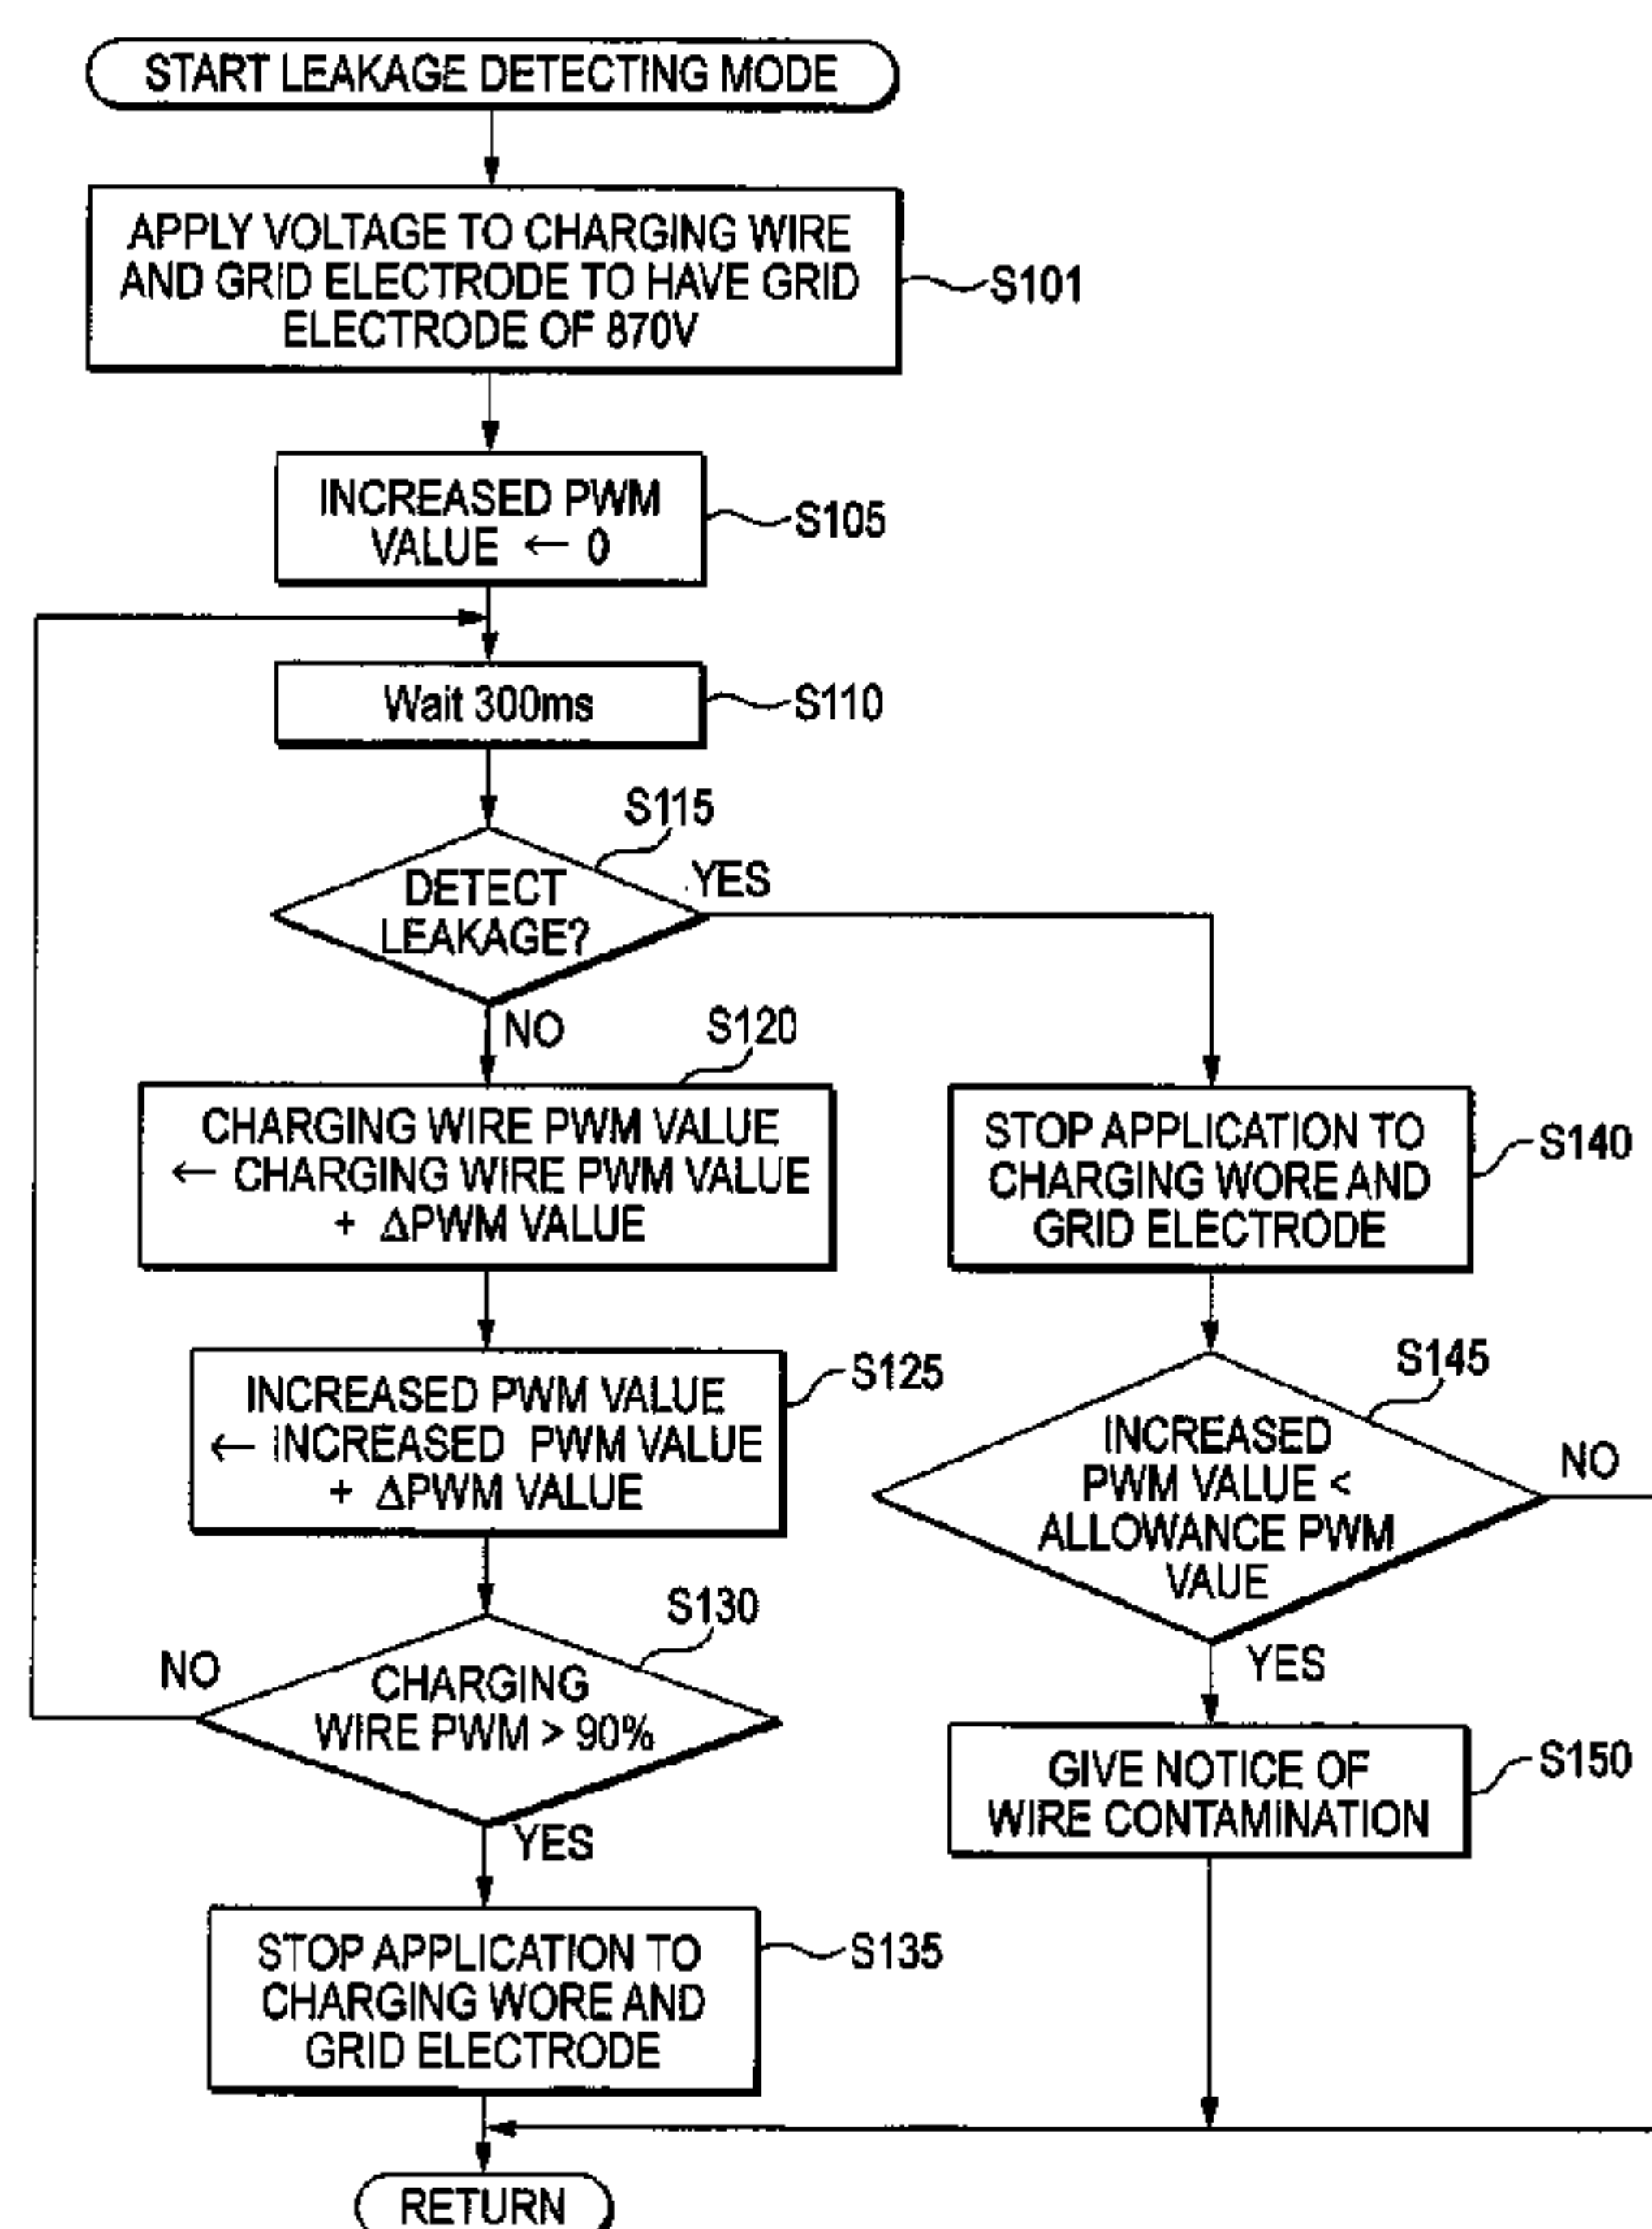 START LEAKAGE DETECTING MODE
APPLY VOLTAGE TO CHARGING WIRE
AND GRID ELECTRODE TO HAVE GRID
ELECTRODE OF 870V
S101
INCREASED PWM
VALUE ← 0
S105
Wait 300ms
S110
S115
DETECT
LEAKAGE?
YES
NO
S120
CHARGING WIRE PWM VALUE
← CHARGING WIRE PWM VALUE
+ ΔPWM VALUE
STOP APPLICATION TO
CHARGING WORE AND
GRID ELECTRODE
S140
INCREASED PWM VALUE
← INCREASED PWM VALUE
+ ΔPWM VALUE
S125
S145
INCREASED
PWM VALUE <
ALLOWANCE PWM
VAUE
NO
YES
S130
CHARGING
WIRE PWM > 90%
NO
YES
GIVE NOTICE OF
WIRE CONTAMINATION
S150
STOP APPLICATION TO
CHARGING WORE AND
GRID ELECTRODE
S135
RETURN